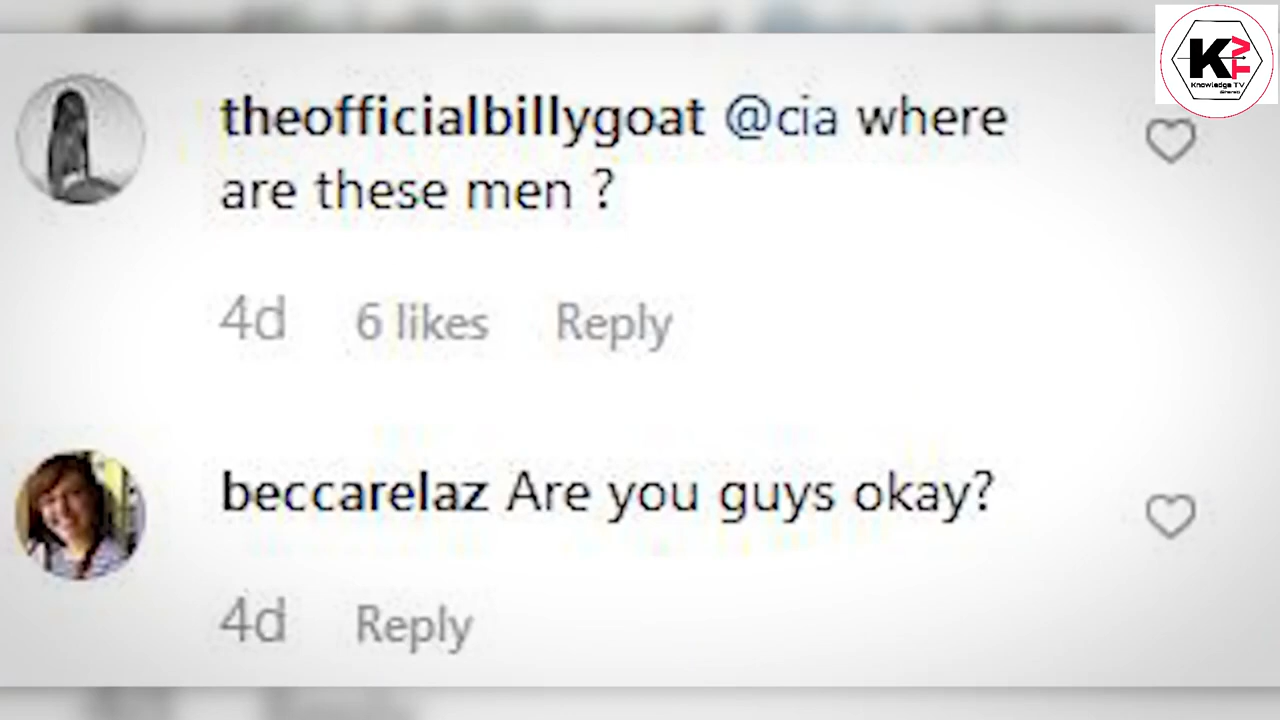 theofficialbillygoat @cia where
are these men ?
4d 6 likes Reply
beccarelaz Are you guys okay?
4d Reply
KTV
Knowledge TV